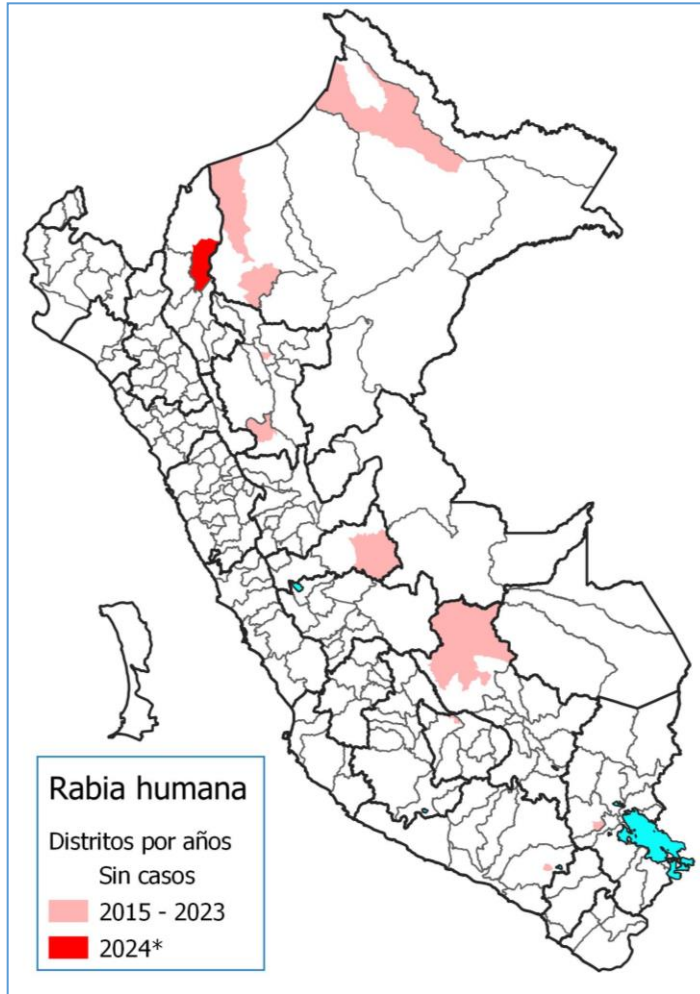 Rabia humana
Distritos por años
Sin casos
2015 - 2023
2024*